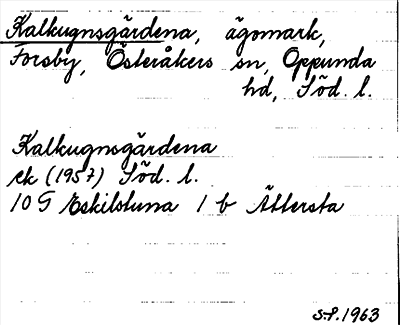 Kalkugnsgärdena, ägomark,
Forsby, Österåkers sn, Oppunda
hd, Söd. l.
Kalkugnsgärdena
ek (1957) Söd. l.
10 G Eskilstuna 1 b Ättersta
S.P. 1963